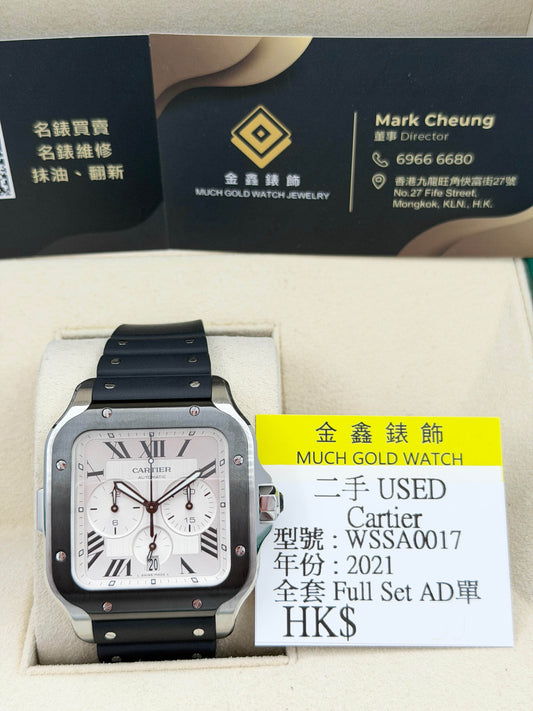 名錶買賣
名錶維修
抹油、翻新
金鑫錶飾
MUCH GOLD WATCH JEWELRY
Mark Cheung
董事 Director
6966 6680
香港九龍旺角快富街27號
No.27 Fife Street,
Mongkok, KLN., H.K.
CARTIER
AUTOMATIC
6
20
金鑫錶飾
MUCH GOLD WATCH
二手 USED
Cartier
型號 : WSSA0017
年份 : 2021
全套 Full Set AD單
HK$